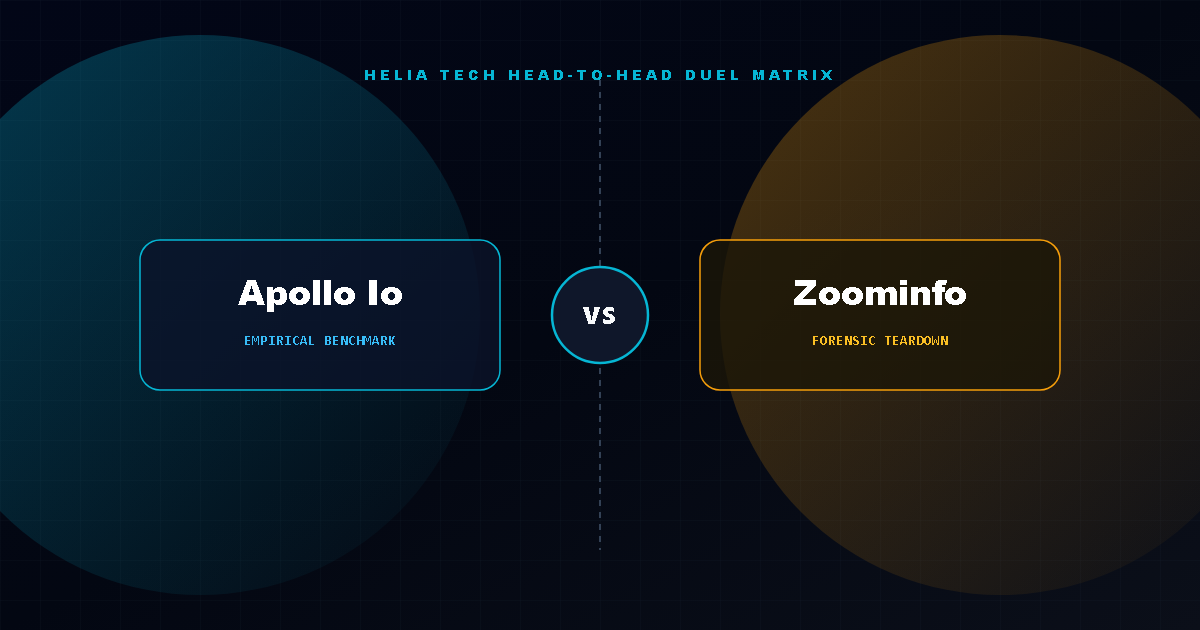 HELIA TECH HEAD-TO-HEAD DUEL MATRIX
Apollo Io
EMPIRICAL BENCHMARK
VS
Zoominfo
FORENSIC TEARDOWN